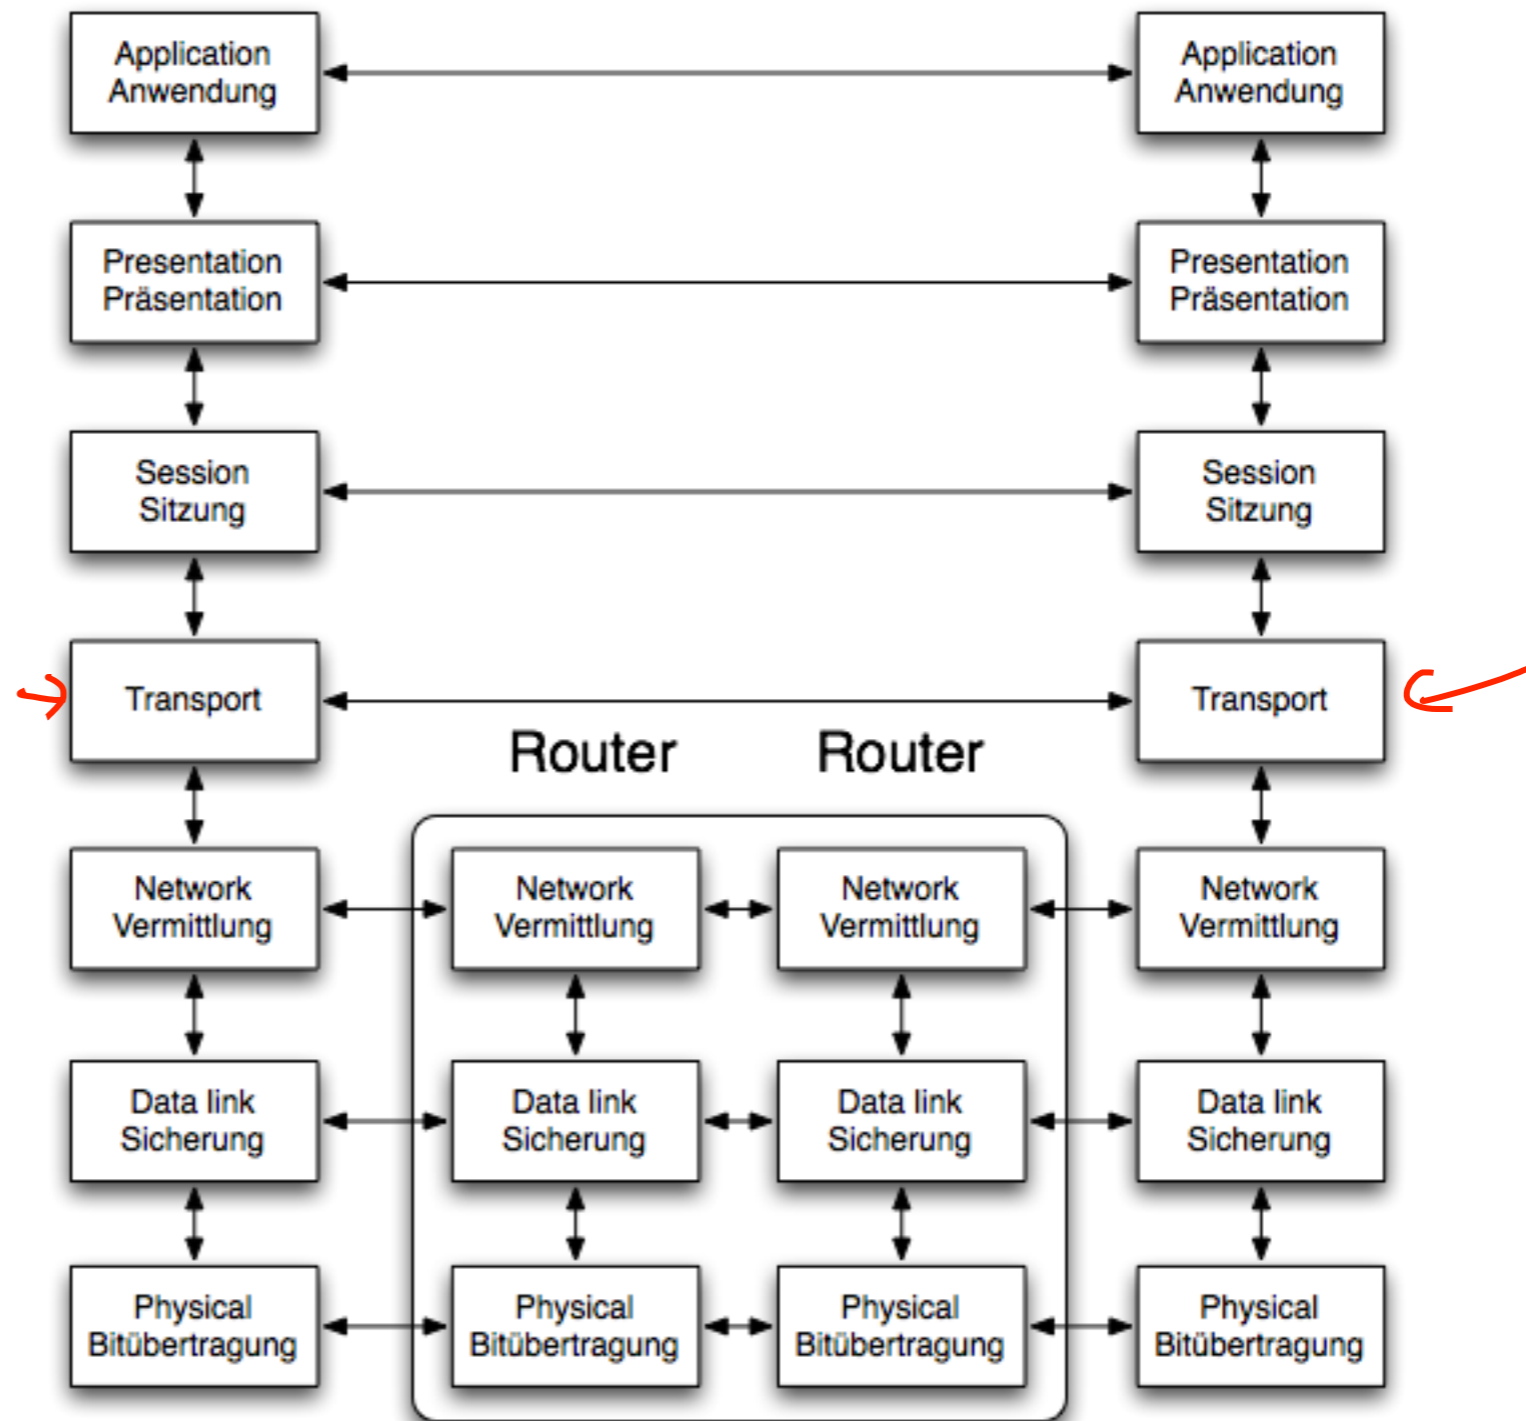 Application
Anwendung
Application
Anwendung
Presentation
Präsentation
Presentation
Präsentation
Session
Sitzung
Session
Sitzung
Transport
Transport
Router
Router
Network
Vermittlung
Network
Vermittlung
Network
Vermittlung
Network
Vermittlung
Data link
Sicherung
Data link
Sicherung
Data link
Sicherung
Data link
Sicherung
Physical
Bitübertragung
Physical
Bitübertragung
Physical
Bitübertragung
Physical
Bitübertragung